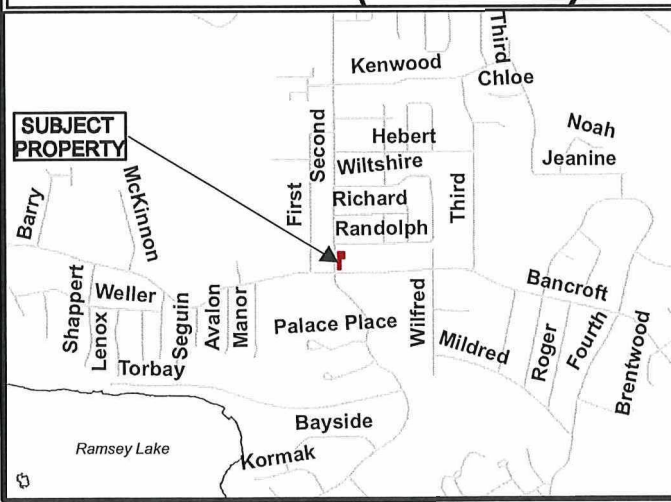 Third
Kenwood
Chloe
SUBJECT
PROPERTY
Second
Hebert
Noah
Wiltshire
Jeanine
Barry
McKinnon
First
Richard
Third
Randolph
Shappert
Weller
Lenox
Seguin
Avalon
Manor
Palace Place
Wilfred
Bancroft
Torbay
Mildred
Roger
Fourth
Brentwood
Bayside
Ramsey Lake
Kormak